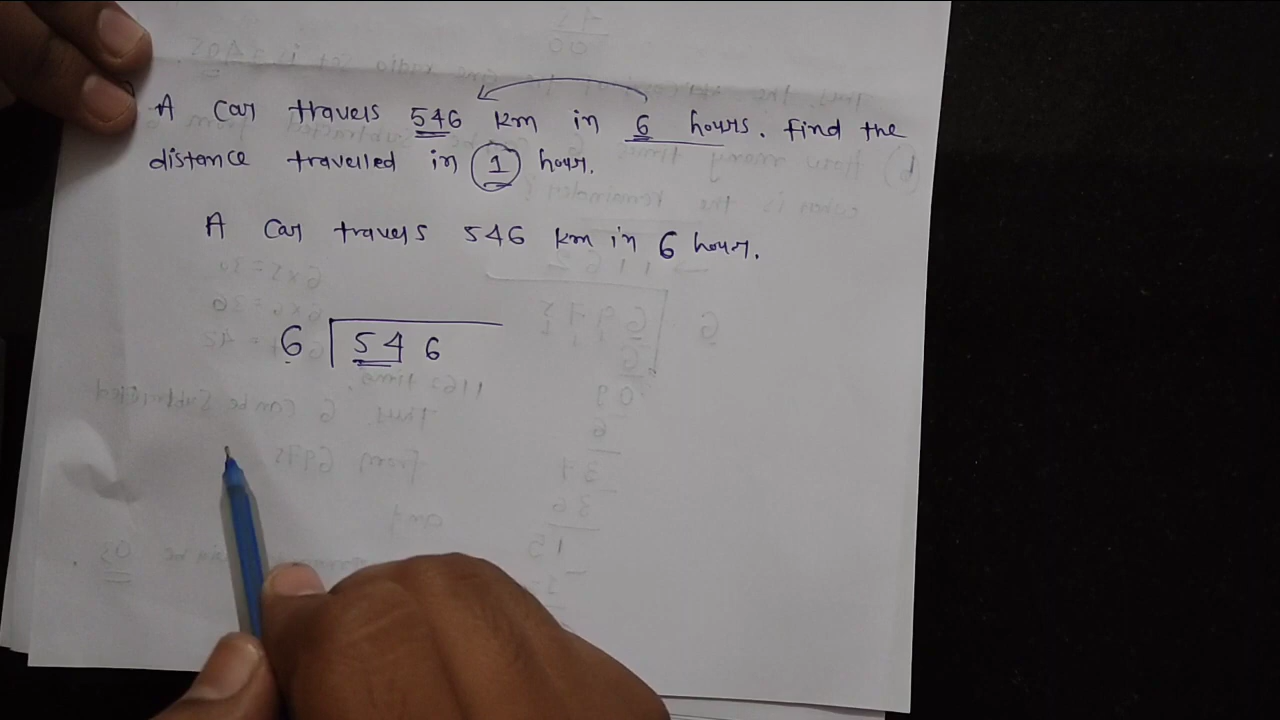 A car travels 546 km in 6 hours. Find the
distance travelled in 1 hour.
A car travels 546 km in 6 hour.
6 546